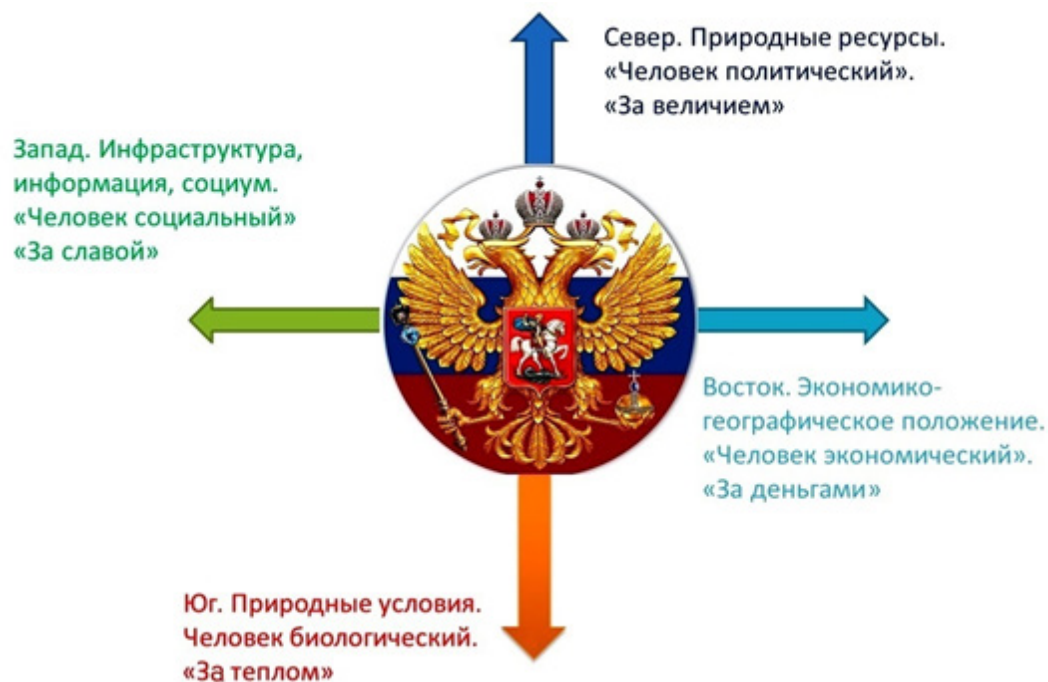 Север. Природные ресурсы.
«Человек политический».
«За величием»
Запад. Инфраструктура,
информация, социум.
«Человек социальный»
«За славой»
Восток. Экономико-
географическое положение.
«Человек экономический».
«За деньгами»
Юг. Природные условия.
Человек биологический.
«За теплом»